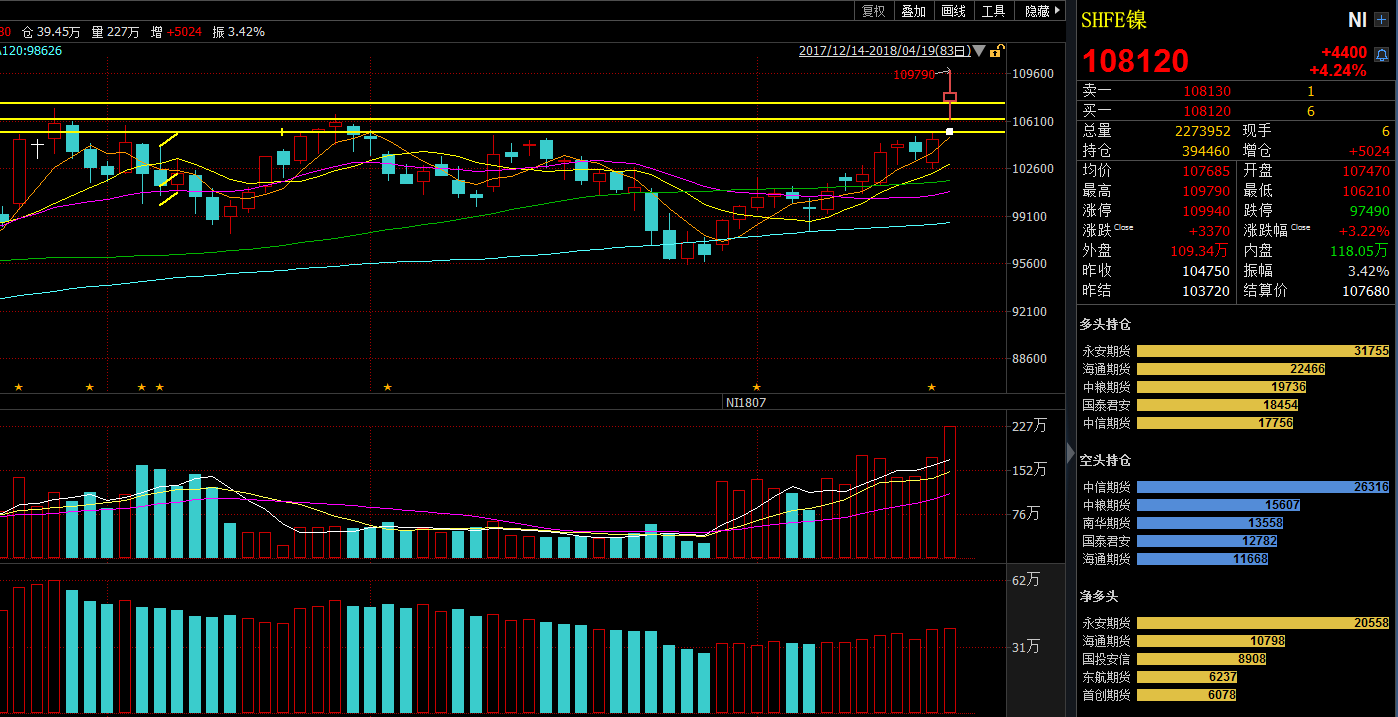 复权 叠加 画线 工具 隐藏
30 仓 39.45万 量 227万 增 +5024 振 3.42%
120:98626
2017/12/14-2018/04/19(83日)
109790
109600
106100
102600
99100
95600
92100
88600
NI1807
227万
152万
76万
62万
31万
SHFE镍 NI
108120 +4400
+4.24%
卖一 108130 1
买一 108120 6
总量 2273952 现手 6
持仓 394460 增仓 +5024
均价 107685 开盘 107470
最高 109790 最低 106210
涨停 109940 跌停 97490
涨跌Close +3370 涨跌幅Close +3.22%
外盘 109.34万 内盘 118.05万
昨收 104750 振幅 3.42%
昨结 103720 结算价 107680
多头持仓
永安期货 31755
海通期货 22466
中粮期货 19736
国泰君安 18454
中信期货 17756
空头持仓
中信期货 26316
中粮期货 15607
南华期货 13558
国泰君安 12782
海通期货 11668
净多头
永安期货 20558
海通期货 10798
国投安信 8908
东航期货 6237
首创期货 6078